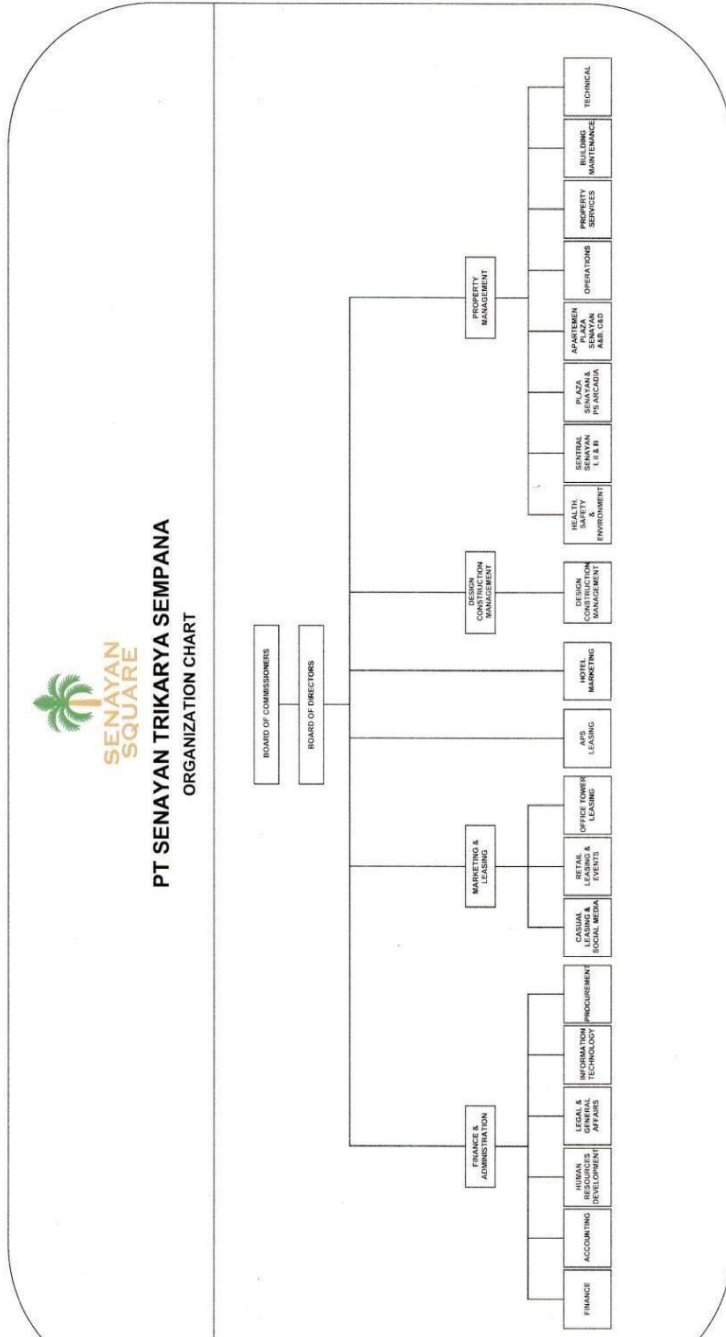 SENAYAN
SQUARE
PT SENAYAN TRIKARYA SEMPANA
ORGANIZATION CHART
BOARD OF COMMISSIONERS
BOARD OF DIRECTORS
FINANCE &
ADMINISTRATION
MARKETING &
LEASING
DESIGN
CONSTRUCTION
MANAGEMENT
PROPERTY
MANAGEMENT
FINANCE
ACCOUNTING
HUMAN
RESOURCES
DEVELOPMENT
LEGAL &
GENERAL
AFFAIRS
INFORMATION
TECHNOLOGY
PROCUREMENT
CASUAL
LEASING &
SOCIAL MEDIA
RETAIL
LEASING &
EVENTS
OFFICE TOWER
LEASING
APS
LEASING
HOTEL
MARKETING
DESIGN
CONSTRUCTION
MANAGEMENT
HEALTH,
SAFETY
&
ENVIRONMENT
SENTRAL
SENAYAN
I, II & III
PLAZA
SENAYAN &
PS ARCADIA
APARTEMEN
PLAZA
SENAYAN
A&B, C&D
OPERATIONS
PROPERTY
SERVICES
BUILDING
MAINTENANCE
TECHNICAL